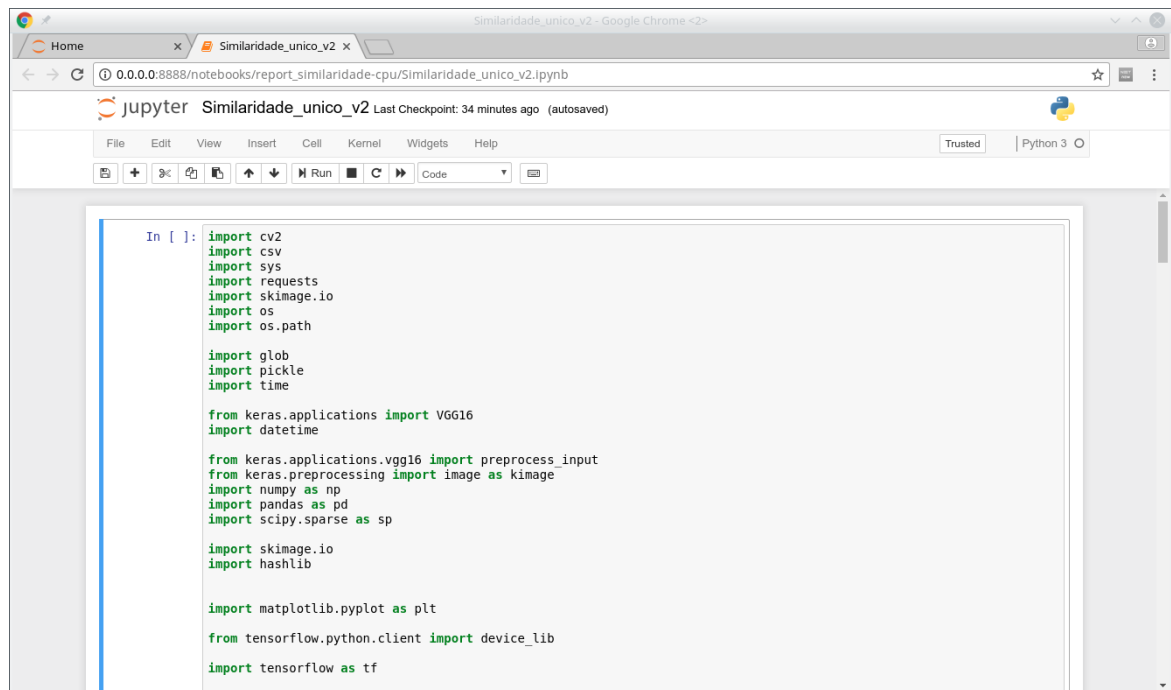 Similaridade_unico_v2 - Google Chrome <2>
Home
Similaridade_unico_v2
0.0.0.0:8888/notebooks/report_similaridade-cpu/Similaridade_unico_v2.ipynb
jupyter Similaridade_unico_v2 Last Checkpoint: 34 minutes ago (autosaved)
File Edit View Insert Cell Kernel Widgets Help Trusted Python 3
Run Code
In [ ]: import cv2
import csv
import sys
import requests
import skimage.io
import os
import os.path
import glob
import pickle
import time
from keras.applications import VGG16
import datetime
from keras.applications.vgg16 import preprocess_input
from keras.preprocessing import image as kimage
import numpy as np
import pandas as pd
import scipy.sparse as sp
import skimage.io
import hashlib
import matplotlib.pyplot as plt
from tensorflow.python.client import device_lib
import tensorflow as tf